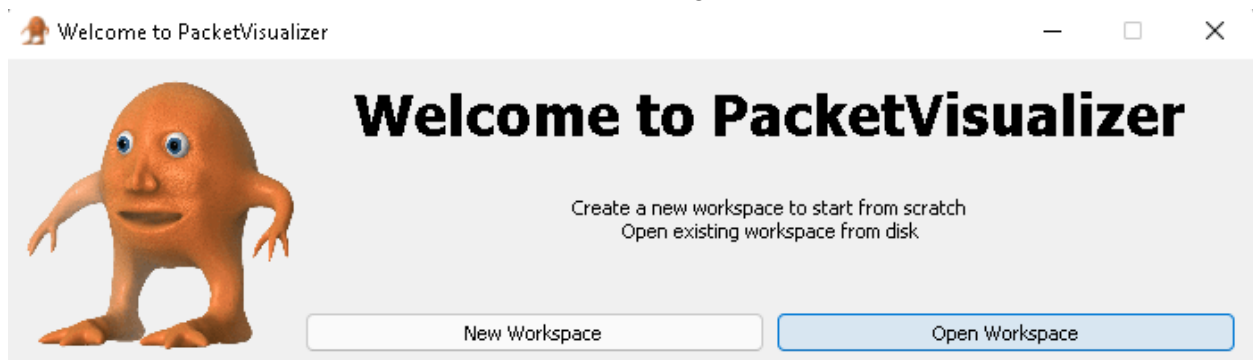 Welcome to PacketVisualizer
Welcome to PacketVisualizer
Create a new workspace to start from scratch
Open existing workspace from disk
New Workspace
Open Workspace